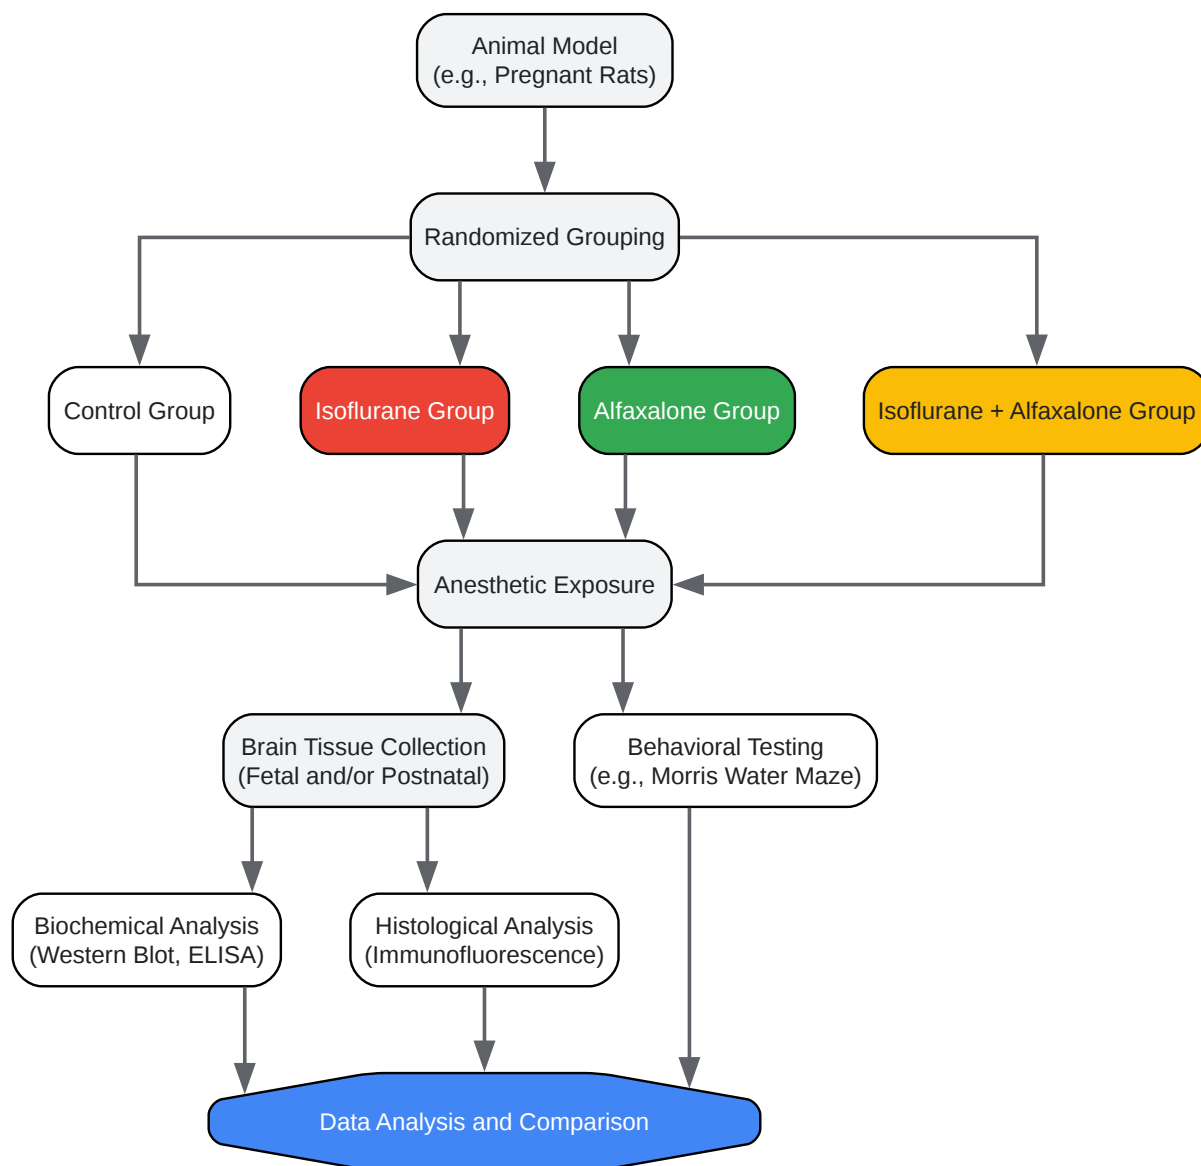 Animal Model
(e.g., Pregnant Rats)
Randomized Grouping
Control Group
Isoflurane Group
Alfaxalone Group
Isoflurane + Alfaxalone Group
Anesthetic Exposure
Brain Tissue Collection
(Fetal and/or Postnatal)
Behavioral Testing
(e.g., Morris Water Maze)
Biochemical Analysis
(Western Blot, ELISA)
Histological Analysis
(Immunofluorescence)
Data Analysis and Comparison